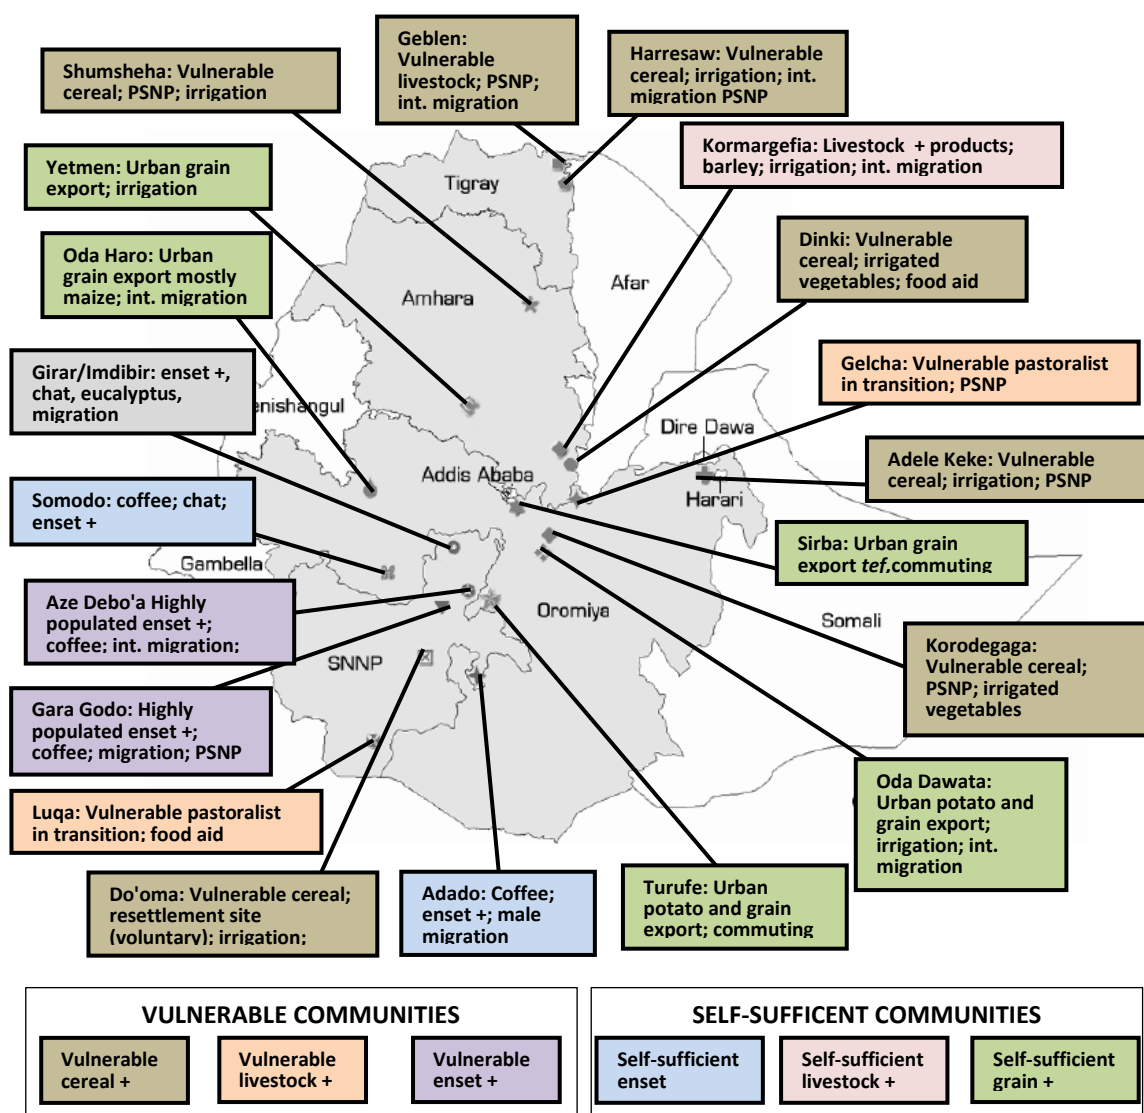 Geblen:
Vulnerable
livestock; PSNP;
int. migration
Harresaw: Vulnerable
cereal; irrigation; int.
migration PSNP
Shumsheha: Vulnerable
cereal; PSNP; irrigation
Kormargefia: Livestock + products;
barley; irrigation; int. migration
Yetmen: Urban grain
export; irrigation
Tigray
Dinki: Vulnerable
cereal; irrigated
vegetables; food aid
Oda Haro: Urban
grain export mostly
maize; int. migration
Afar
Amhara
Gelcha: Vulnerable pastoralist
in transition; PSNP
Girar/Imdibir: enset +,
chat, eucalyptus,
migration
enishangul
Dire Dawa
Adele Keke: Vulnerable
cereal; irrigation; PSNP
Addis Ababa
Harari
Somodo: coffee; chat;
enset +
Sirba: Urban grain
export tef,commuting
Gambella
Aze Debo'a Highly
populated enset +;
coffee; int. migration;
Oromiya
Somali
Korodegaga:
Vulnerable cereal;
PSNP; irrigated
vegetables
SNNP
Gara Godo: Highly
populated enset +;
coffee; migration; PSNP
Oda Dawata:
Urban potato and
grain export;
irrigation; int.
migration
Luqa: Vulnerable pastoralist
in transition; food aid
Do'oma: Vulnerable cereal;
resettlement site
(voluntary); irrigation;
Adado: Coffee;
enset +; male
migration
Turufe: Urban
potato and grain
export; commuting
VULNERABLE COMMUNITIES
Vulnerable
cereal +
Vulnerable
livestock +
Vulnerable
enset +
SELF-SUFFICENT COMMUNITIES
Self-sufficient
enset
Self-sufficient
livestock +
Self-sufficient
grain +